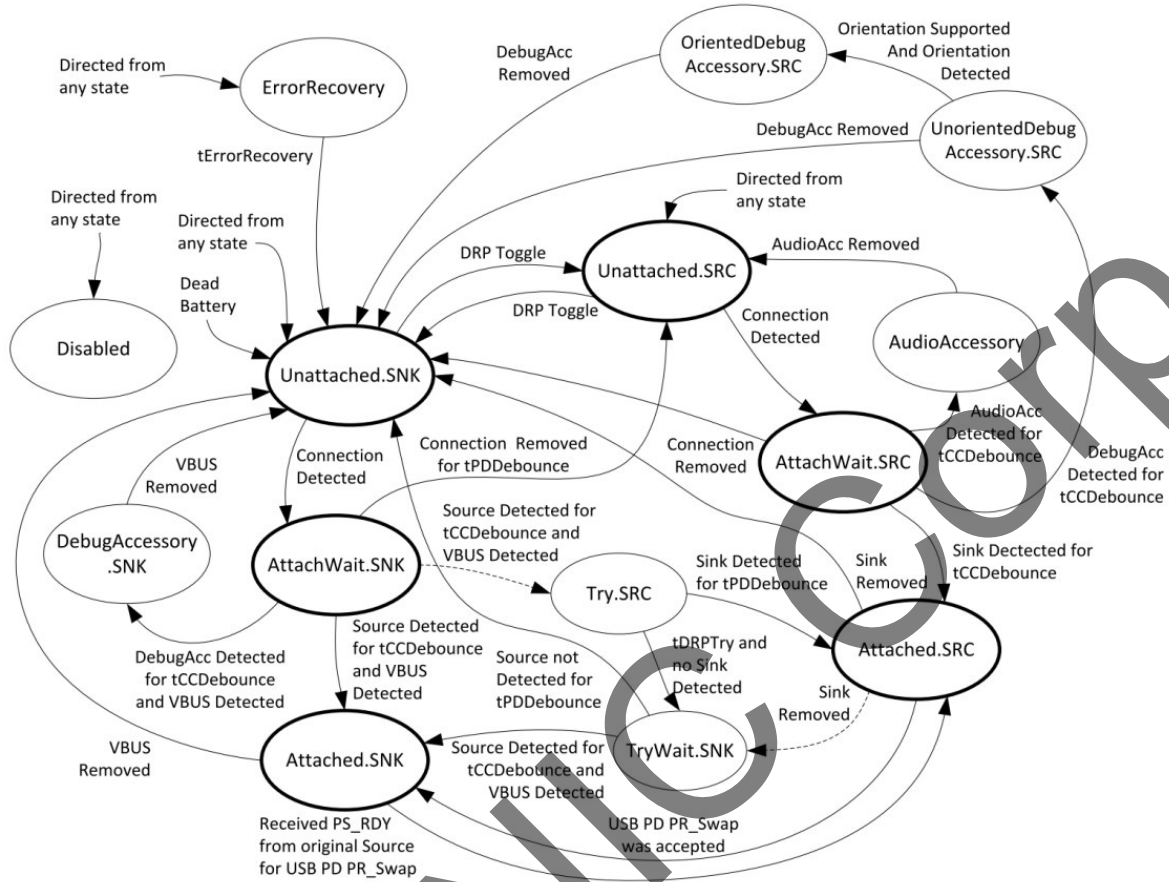 OrientedDebug
Accessory.SRC
Orientation Supported
And Orientation
Detected
DebugAcc
Removed
Directed from
any state
ErrorRecovery
tErrorRecovery
DebugAcc Removed
UnorientedDebug
Accessory.SRC
Directed from
any state
Directed from
any state
Directed from
any state
Dead
Battery
DRP Toggle
Unattached.SRC
AudioAcc Removed
DRP Toggle
Disabled
Unattached.SNK
Connection
Detected
AudioAccessory
VBUS
Removed
Connection
Detected
Connection Removed
for tPDDebounce
Connection
Removed
AttachWait.SRC
AudioAcc
Detected for
tCCDebounce
DebugAcc
Detected for
tCCDebounce
DebugAccessory
.SNK
AttachWait.SNK
Source Detected for
tCCDebounce and
VBUS Detected
Try.SRC
Sink Detected
for tPDDebounce
Sink
Removed
Sink Dectected for
tCCDebounce
DebugAcc Detected
for tCCDebounce
and VBUS Detected
Source Detected
for tCCDebounce
and VBUS
Detected
Source not
Detected for
tPDDebounce
tDRPTry and
no Sink
Detected
Sink
Removed
Attached.SRC
VBUS
Removed
Attached.SNK
Source Detected for
tCCDebounce and
VBUS Detected
TryWait.SNK
Received PS_RDY
from original Source
for USB PD PR_Swap
USB PD PR_Swap
was accepted
llC Corp